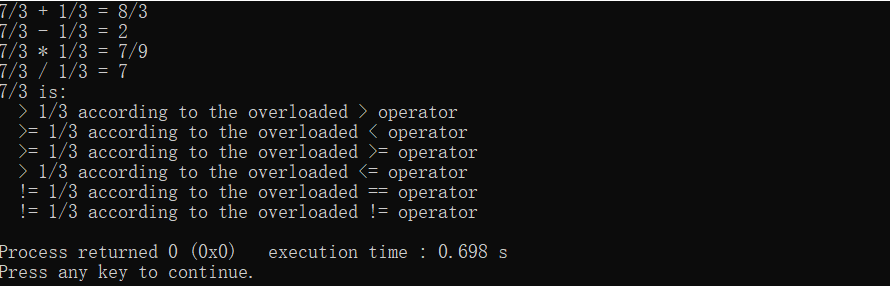 7/3 + 1/3 = 8/3
7/3 - 1/3 = 2
7/3 * 1/3 = 7/9
7/3 / 1/3 = 7
7/3 is:
  > 1/3 according to the overloaded > operator
  >= 1/3 according to the overloaded < operator
  >= 1/3 according to the overloaded >= operator
  > 1/3 according to the overloaded <= operator
  != 1/3 according to the overloaded == operator
  != 1/3 according to the overloaded != operator

Process returned 0 (0x0)   execution time : 0.698 s
Press any key to continue.